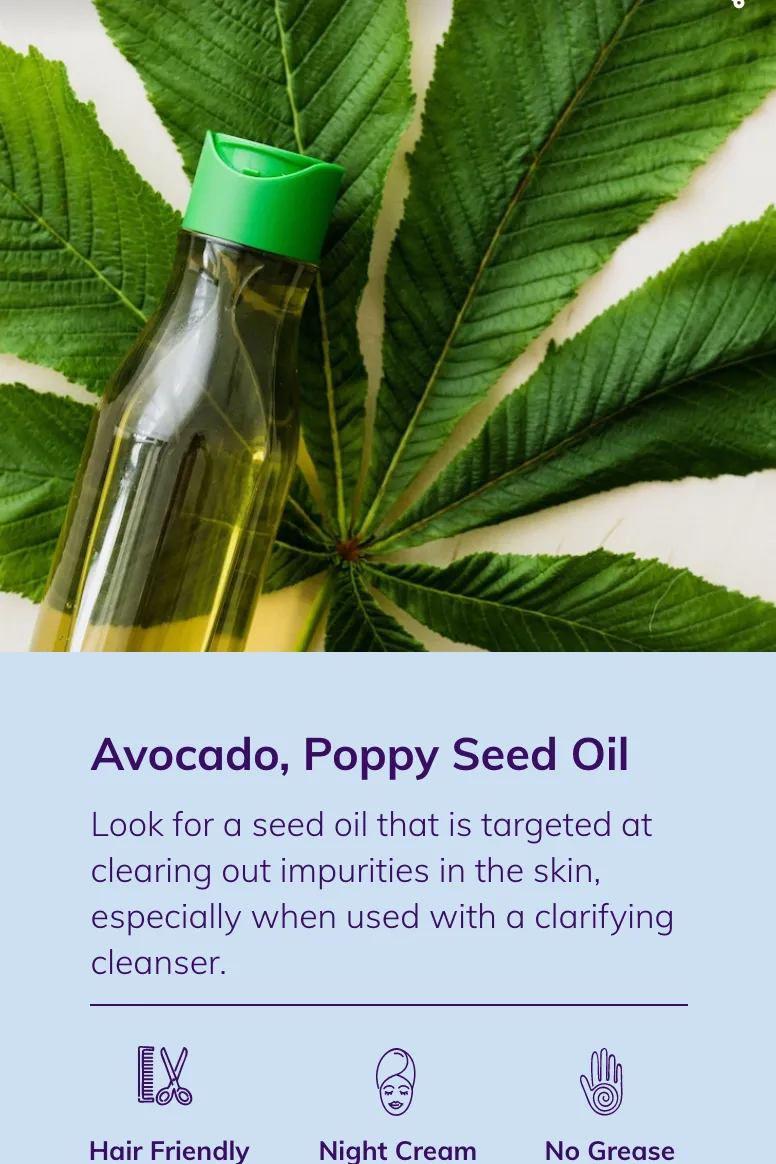 Avocado, Poppy Seed Oil
Look for a seed oil that is targeted at
clearing out impurities in the skin,
especially when used with a clarifying
cleanser.
Hair Friendly
Night Cream
No Grease